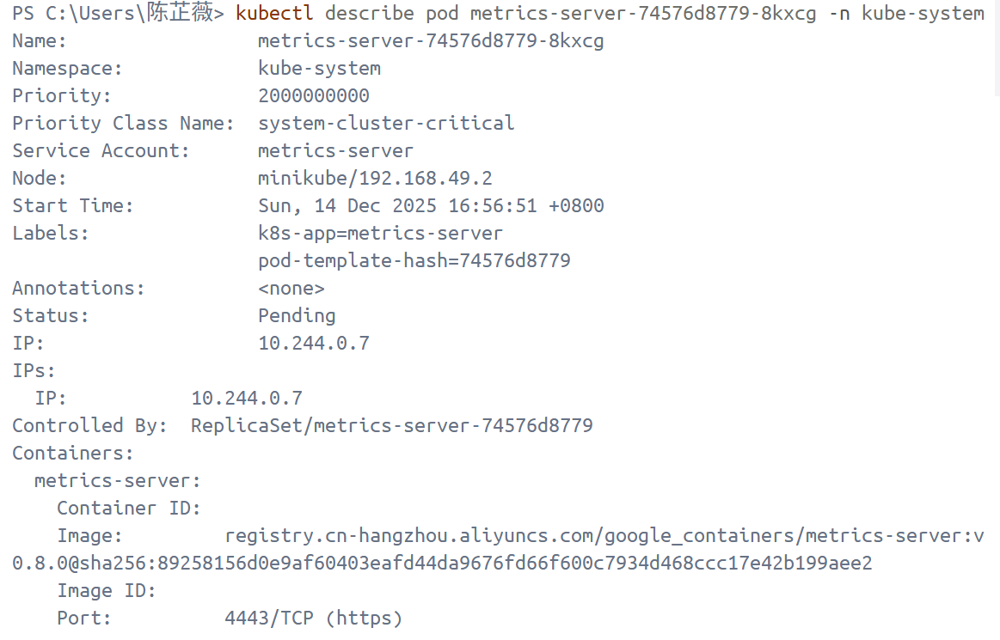 PS C:\Users\陈芷薇> kubectl describe pod metrics-server-74576d8779-8kxcg -n kube-system
Name:                 metrics-server-74576d8779-8kxcg
Namespace:            kube-system
Priority:             2000000000
Priority Class Name:  system-cluster-critical
Service Account:      metrics-server
Node:                 minikube/192.168.49.2
Start Time:           Sun, 14 Dec 2025 16:56:51 +0800
Labels:               k8s-app=metrics-server
                      pod-template-hash=74576d8779
Annotations:          <none>
Status:               Pending
IP:                   10.244.0.7
IPs:
  IP:           10.244.0.7
Controlled By:  ReplicaSet/metrics-server-74576d8779
Containers:
  metrics-server:
    Container ID:
    Image:         registry.cn-hangzhou.aliyuncs.com/google_containers/metrics-server:v
0.8.0@sha256:89258156d0e9af60403eafd44da9676fd66f600c7934d468ccc17e42b199aee2
    Image ID:
    Port:          4443/TCP (https)